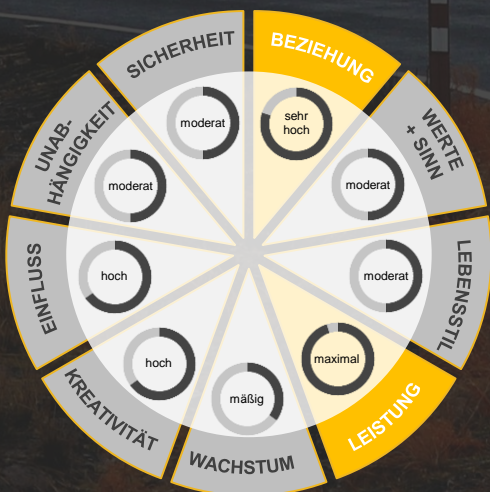 SICHERHEIT
moderat
BEZIEHUNG
sehr
hoch
WERTE
+ SINN
moderat
LEBENSSTIL
moderat
LEISTUNG
maximal
WACHSTUM
mäßig
KREATIVITÄT
hoch
EINFLUSS
hoch
UNAB-
HÄNGIGKEIT
moderat